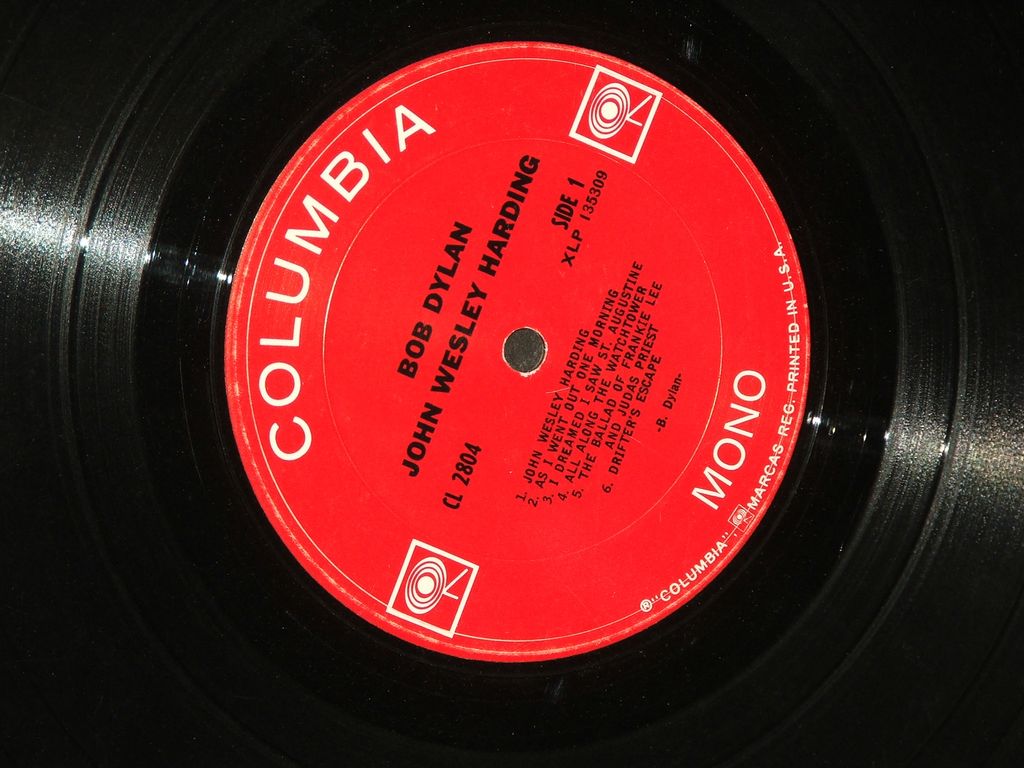 COLUMBIA
BOB DYLAN
JOHN WESLEY HARDING
CL 2804
SIDE 1
XLP 135309
1. JOHN WESLEY HARDING
2. AS I WENT OUT ONE MORNING
3. I DREAMED I SAW ST. AUGUSTINE
4. ALL ALONG THE WATCHTOWER
5. THE BALLAD OF FRANKIE LEE
AND JUDAS PRIEST
6. DRIFTER'S ESCAPE
-B. Dylan-
MONO
® "COLUMBIA", MARCAS REG. PRINTED IN U.S.A.